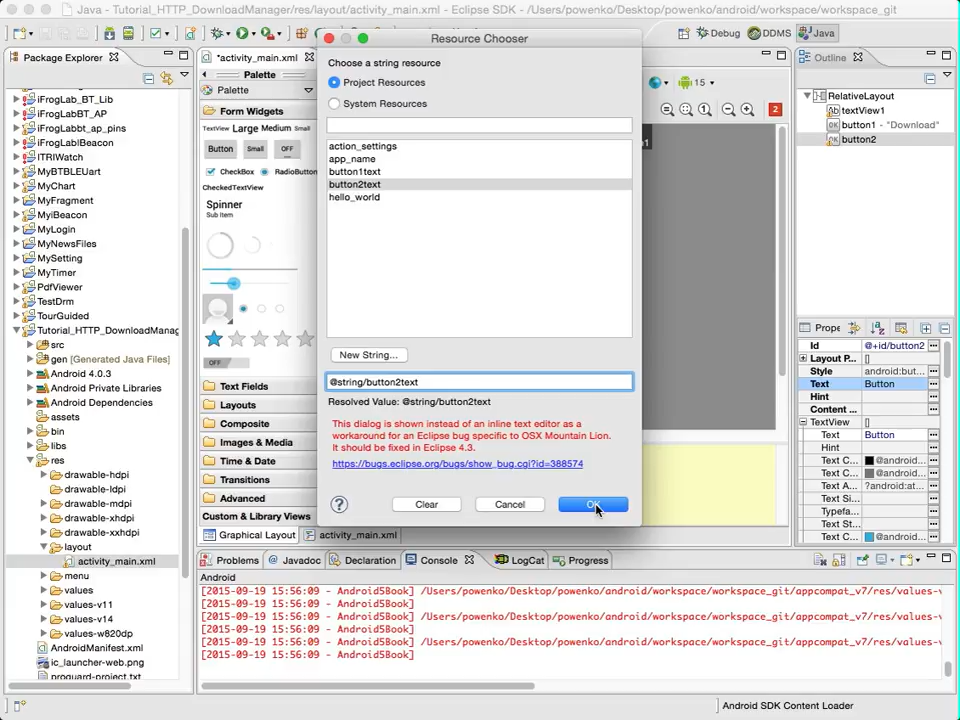 Java - Tutorial_HTTP_DownloadManager/res/layout/activity_main.xml - Eclipse SDK - /Users/powenko/Desktop/powenko/android/workspace/workspace_git
Debug
DDMS
Java
Package Explorer
iFrogLab_BT_Lib
iFrogLabBT_AP
iFrogLabbt_ap_pins
iFrogLabIBeacon
ITRIWatch
MyBTBLEUart
MyChart
MyFragment
MyiBeacon
MyLogin
MyNewsFiles
MySetting
MyTimer
PdfViewer
TestDrm
TourGuided
Tutorial_HTTP_DownloadManag
src
gen [Generated Java Files]
Android 4.0.3
Android Private Libraries
Android Dependencies
assets
bin
libs
res
drawable-hdpi
drawable-ldpi
drawable-mdpi
drawable-xhdpi
drawable-xxhdpi
layout
activity_main.xml
menu
values
values-v11
values-v14
values-w820dp
AndroidManifest.xml
ic_launcher-web.png
proguard-project.txt
*activity_main.xml
Palette
Palette
Form Widgets
TextView Large Medium Small
Button Small OFF
CheckBox RadioButton
CheckedTextView
Spinner
Sub Item
OFF
Text Fields
Layouts
Composite
Images & Media
Time & Date
Transitions
Advanced
Custom & Library Views
Graphical Layout
activity_main.xml
Resource Chooser
Choose a string resource
Project Resources
System Resources
action_settings
app_name
button1text
button2text
hello_world
New String...
@string/button2text
Resolved Value: @string/button2text
This dialog is shown instead of an inline text editor as a
workaround for an Eclipse bug specific to OSX Mountain Lion.
It should be fixed in Eclipse 4.3.
https://bugs.eclipse.org/bugs/show_bug.cgi?id=388574
?
Clear
Cancel
OK
15
2
Outline
RelativeLayout
textView1
button1 - "Download"
button2
Prope
Id @+id/button2
Layout P... []
Style android:but...
Text Button
Hint
Content ...
TextView []
Text Button
Hint
Text C... @android...
Text C... @android...
Text A... ?android:at...
Text Si...
Typefa...
Text St...
Text C... @android...
Problems
Javadoc
Declaration
Console
LogCat
Progress
Android
[2015-09-19 15:56:09 - Android5Book] /Users/powenko/Desktop/powenko/android/workspace/workspace_git/appcompat_v7/res/values-v
[2015-09-19 15:56:09 - Android5Book]
[2015-09-19 15:56:09 - Android5Book] /Users/powenko/Desktop/powenko/android/workspace/workspace_git/appcompat_v7/res/values-v
[2015-09-19 15:56:09 - Android5Book]
[2015-09-19 15:56:09 - Android5Book] /Users/powenko/Desktop/powenko/android/workspace/workspace_git/appcompat_v7/res/values-v
[2015-09-19 15:56:09 - Android5Book]
Android SDK Content Loader